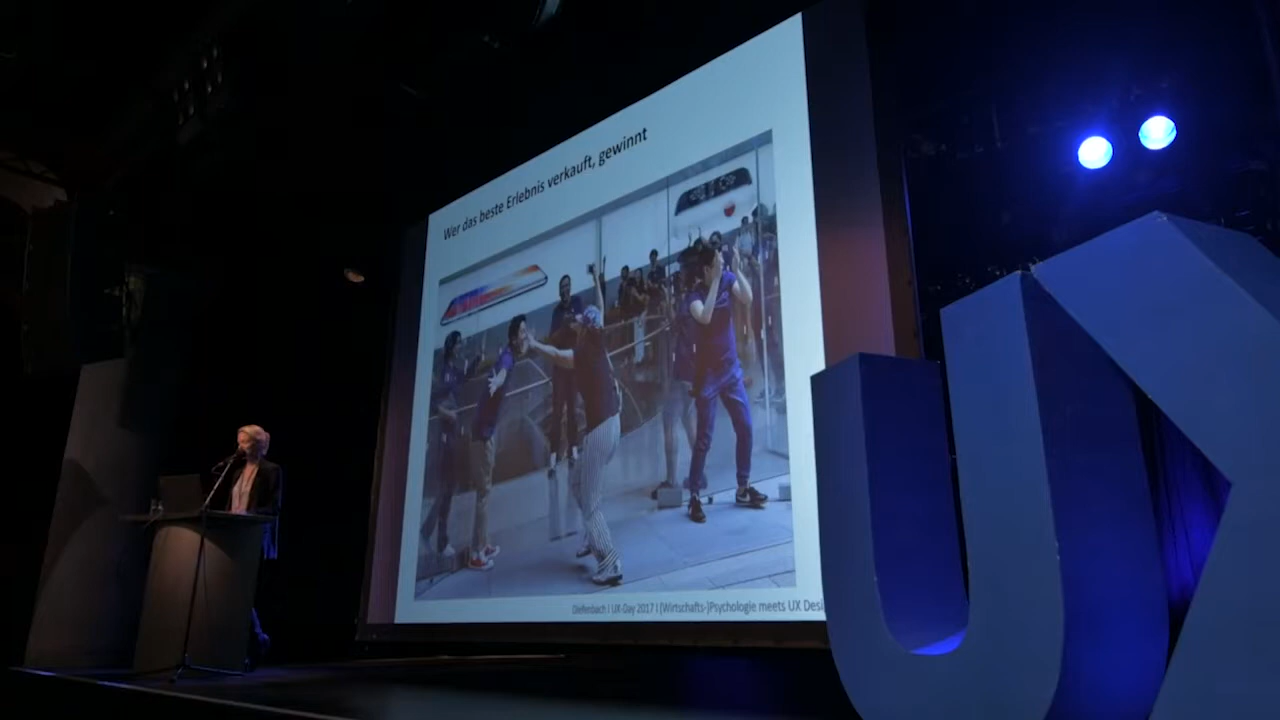 Wer das beste Erlebnis verkauft, gewinnt
Diefenbach I UX-Day 2017 I (Wirtschafts-)Psychologie meets UX Desi
UX